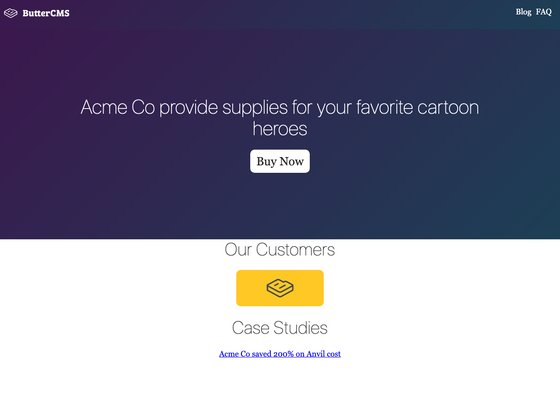 ButterCMS
Blog FAQ
Acme Co provide supplies for your favorite cartoon
heroes
Buy Now
Our Customers
Case Studies
Acme Co saved 200% on Anvil cost